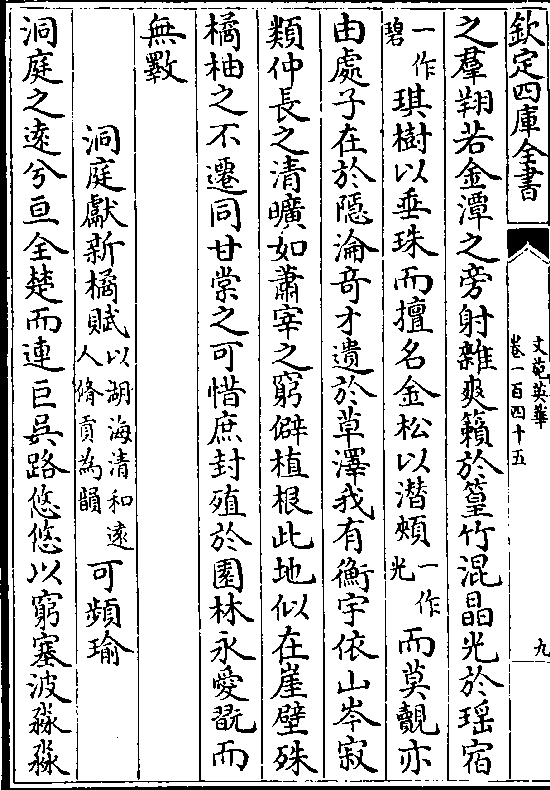 欽定四庫全書
文苑英華
卷一百四十五
九
之羣翔若金潭之旁射雜爽籟於篁竹混晶光於瑶宿
一作
碧
琪樹以垂珠而擅名金松以潜頰
一作
光
而莫覿亦
由處子在於隠淪竒才遺於草澤我有衡宇依山岑寂
類仲長之清曠如蕭宰之窮僻植根此地似在崖壁殊
橘柚之不遷同甘棠之可惜庶封殖於園林永愛翫而
無斁
洞庭獻新橘賦
以湖海清和遠
人脩貢為韻
可頻瑜
洞庭之逺兮亘全楚而連巨呉路悠悠以窮塞波淼淼